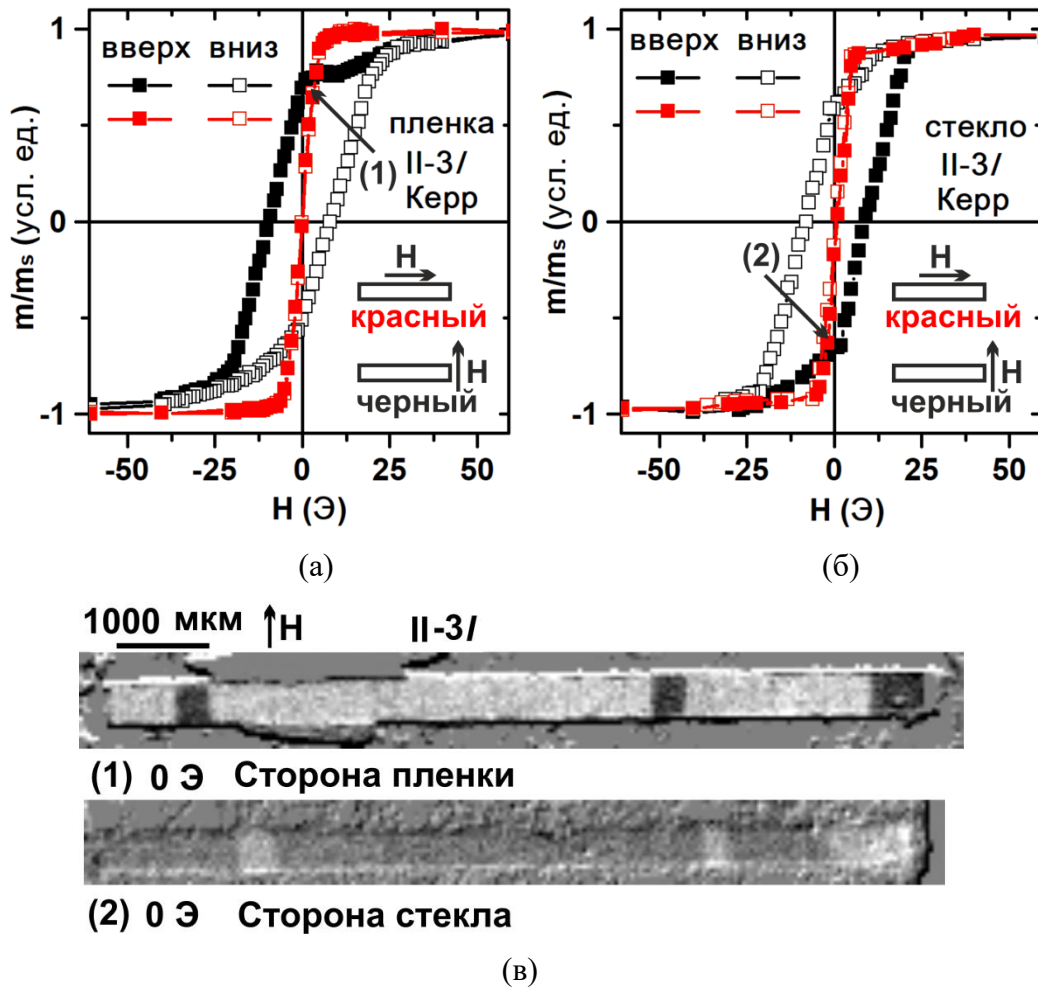 вверх вниз
пленка
II-3/
Керр
(1)
H
красный
H
черный
m/ms (усл. ед.)
1
0
-1
-50 -25 0 25 50
H (Э)
(а)
вверх вниз
стекло
II-3/
Керр
(2)
H
красный
H
черный
m/ms (усл. ед.)
1
0
-1
-50 -25 0 25 50
H (Э)
(б)
1000 мкм H II-3/
(1) 0 Э Сторона пленки
(2) 0 Э Сторона стекла
(в)